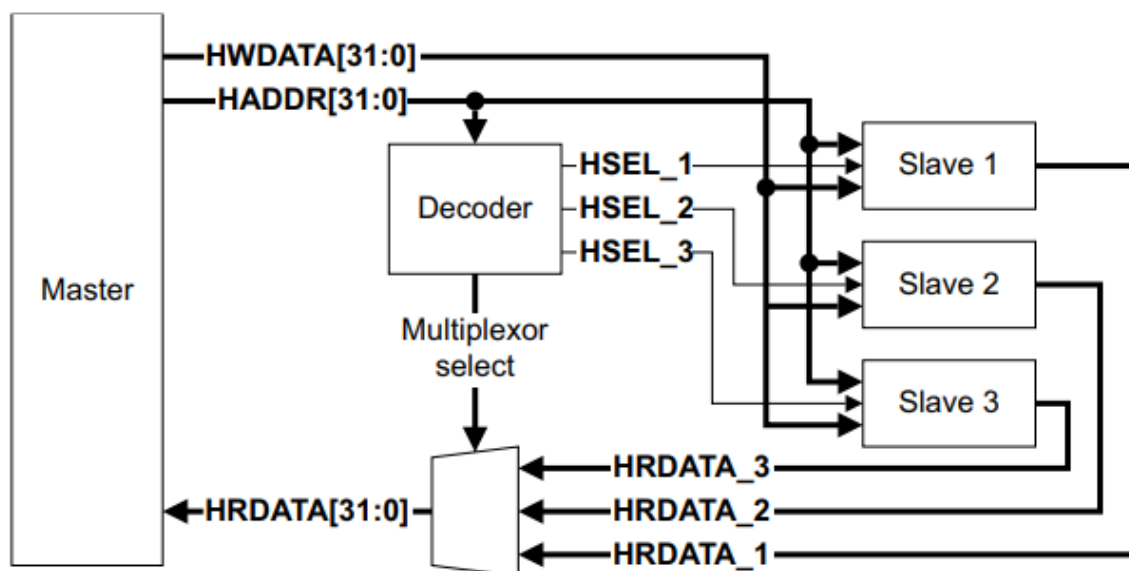 HWDATA[31:0]
HADDR[31:0]
HSEL_1
Slave 1
Decoder
HSEL_2
HSEL_3
Master
Slave 2
Multiplexor
select
Slave 3
HRDATA_3
HRDATA[31:0]
HRDATA_2
HRDATA_1